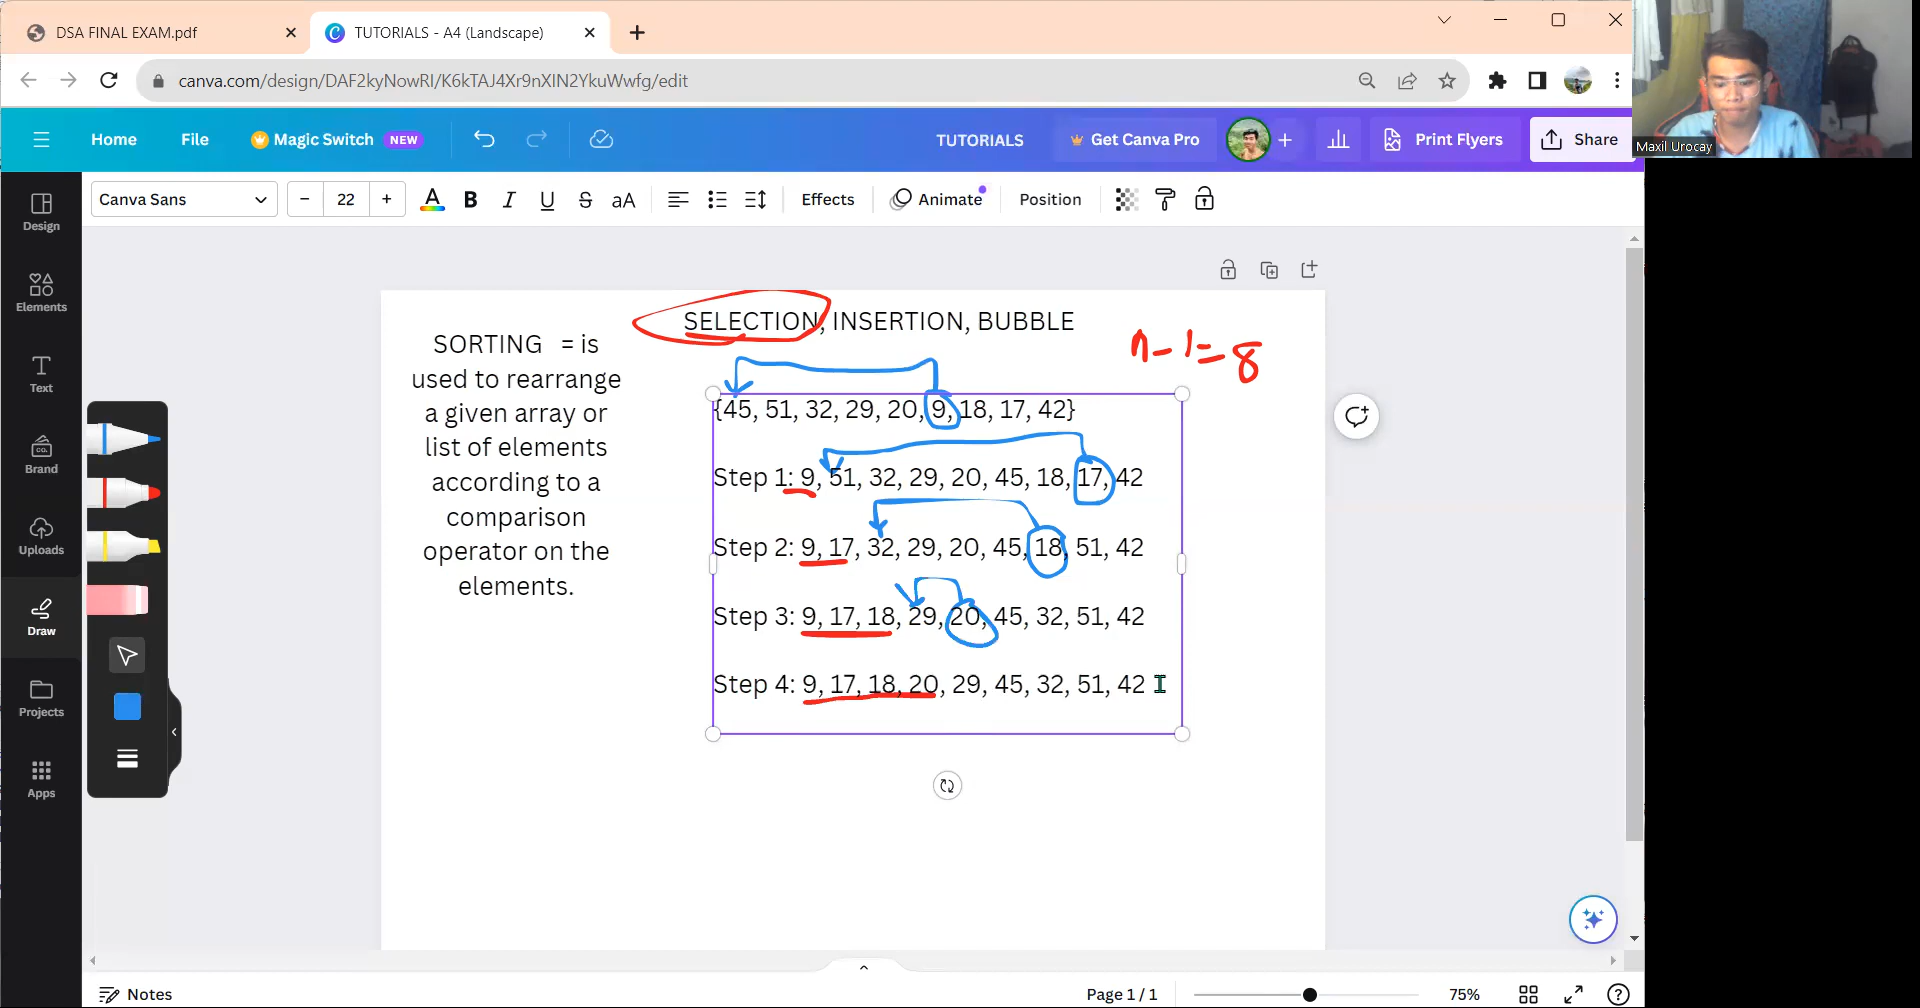 DSA FINAL EXAM.pdf
TUTORIALS - A4 (Landscape)
canva.com/design/DAF2kyNowRI/K6kTAJ4Xr9nXIN2YkuWwfg/edit
Home File Magic Switch NEW TUTORIALS Get Canva Pro Print Flyers Share
Maxil Urocay
Canva Sans 22 A B I U S aA Effects Animate Position
Design
Elements
Text
Brand
Uploads
Draw
Projects
Apps
SELECTION, INSERTION, BUBBLE
n-1=8
SORTING = is
used to rearrange
a given array or
list of elements
according to a
comparison
operator on the
elements.
{45, 51, 32, 29, 20, 9, 18, 17, 42}
Step 1: 9, 51, 32, 29, 20, 45, 18, 17, 42
Step 2: 9, 17, 32, 29, 20, 45, 18, 51, 42
Step 3: 9, 17, 18, 29, 20, 45, 32, 51, 42
Step 4: 9, 17, 18, 20, 29, 45, 32, 51, 42
Notes Page 1 / 1 75%